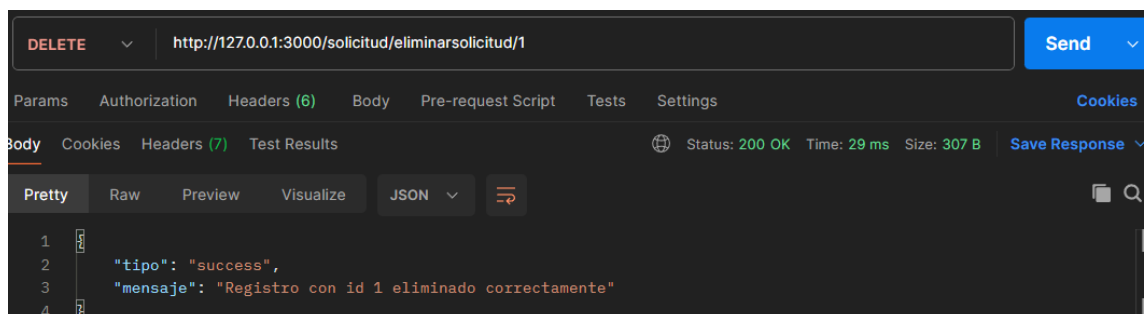 DELETE http://127.0.0.1:3000/solicitud/eliminarsolicitud/1 Send
Params Authorization Headers (6) Body Pre-request Script Tests Settings Cookies
Body Cookies Headers (7) Test Results Status: 200 OK Time: 29 ms Size: 307 B Save Response
Pretty Raw Preview Visualize JSON
1 {
2 "tipo": "success",
3 "mensaje": "Registro con id 1 eliminado correctamente"
4 }